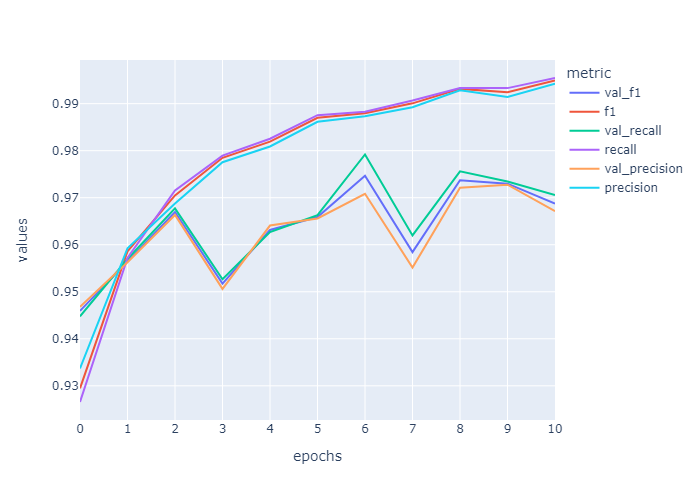 metric
val_f1
f1
val_recall
recall
val_precision
precision
0.99
0.98
0.97
0.96
0.95
0.94
0.93
values
0 1 2 3 4 5 6 7 8 9 10
epochs